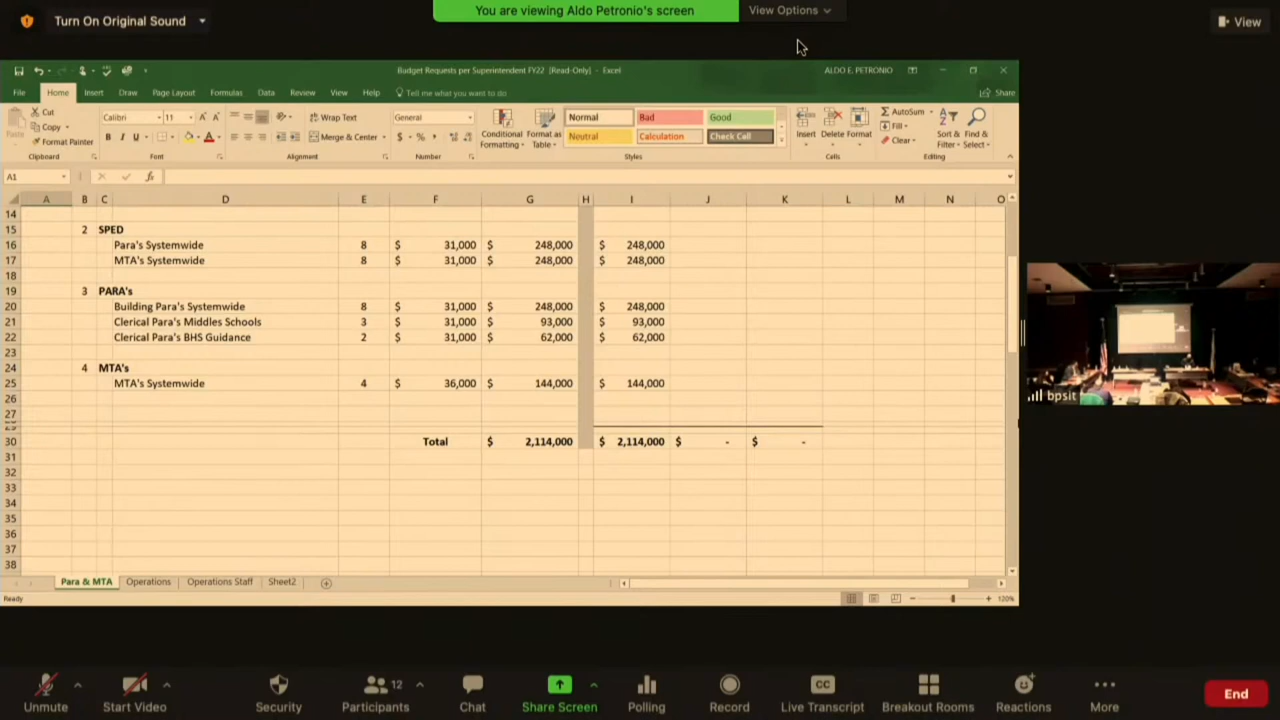 Turn On Original Sound
You are viewing Aldo Petronio's screen
View Options
View
Budget Requests per Superintendent FY22 [Read-Only] - Excel
ALDO E. PETRONIO
File Home Insert Draw Page Layout Formulas Data Review View Help Tell me what you want to do Share
Paste
Cut
Copy
Format Painter
Clipboard
Calibri 11
B I U
Font
Wrap Text
Merge & Center
Alignment
General
$ % ,
Number
Conditional Formatting
Format as Table
Normal Bad Good
Neutral Calculation Check Cell
Styles
Insert Delete Format
Cells
AutoSum
Fill
Clear
Sort & Filter
Find & Select
Editing
A1 fx
A B C D E F G H I J K L M N O
14
15 2 SPED
16 Para's Systemwide 8 $ 31,000 $ 248,000 $ 248,000
17 MTA's Systemwide 8 $ 31,000 $ 248,000 $ 248,000
18
19 3 PARA's
20 Building Para's Systemwide 8 $ 31,000 $ 248,000 $ 248,000
21 Clerical Para's Middles Schools 3 $ 31,000 $ 93,000 $ 93,000
22 Clerical Para's BHS Guidance 2 $ 31,000 $ 62,000 $ 62,000
23
24 4 MTA's
25 MTA's Systemwide 4 $ 36,000 $ 144,000 $ 144,000
26
27
30 Total $ 2,114,000 $ 2,114,000 $ - $ -
31
32
33
34
35
36
37
38
Para & MTA Operations Operations Staff Sheet2
Ready
120%
bpsit
Unmute Start Video Security Participants 12 Chat Share Screen Polling Record CC Live Transcript Breakout Rooms Reactions More End